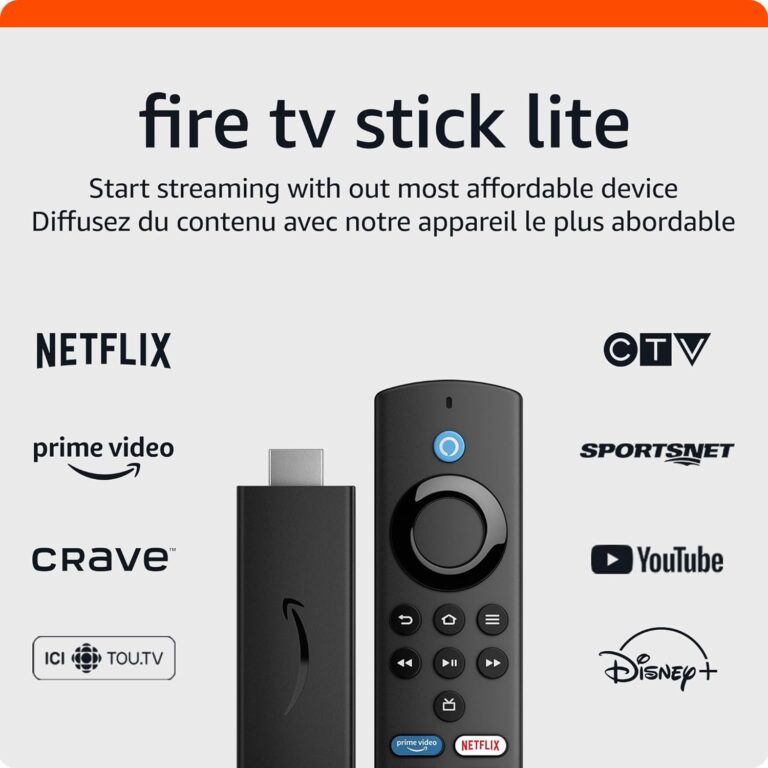 fire tv stick lite
Start streaming with out most affordable device
Diffusez du contenu avec notre appareil le plus abordable
NETFLIX
CTV
prime video
SPORTSNET
CRAVE™
YouTube
ICI TOU.TV
Disney+
prime video
NETFLIX